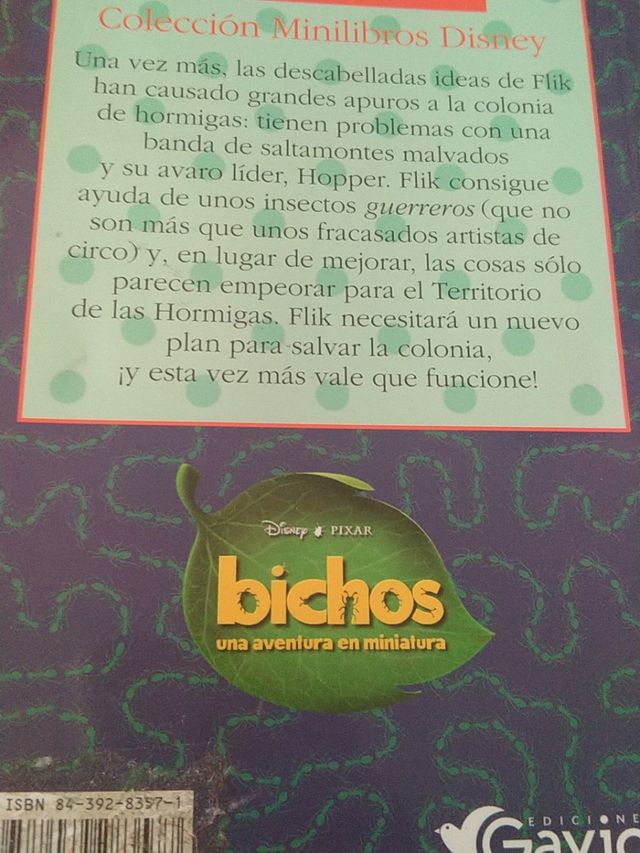 Colección Minilibros Disney
Una vez más, las descabelladas ideas de Flik
han causado grandes apuros a la colonia
de hormigas: tienen problemas con una
banda de saltamontes malvados
y su avaro líder, Hopper. Flik consigue
ayuda de unos insectos guerreros (que no
son más que unos fracasados artistas de
circo) y, en lugar de mejorar, las cosas sólo
parecen empeorar para el Territorio
de las Hormigas. Flik necesitará un nuevo
plan para salvar la colonia,
¡y esta vez más vale que funcione!
DISNEY PIXAR
bichos
una aventura en miniatura
ISBN 84-392-8357-1
EDICIONE